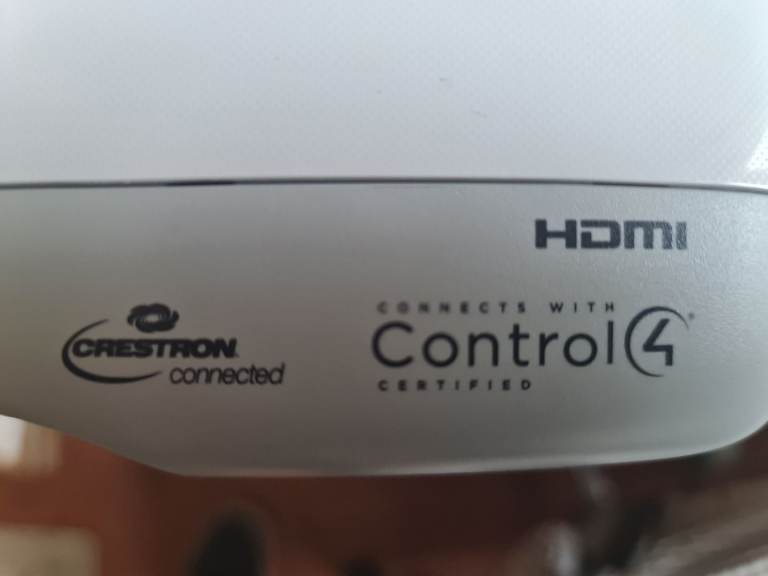 HDMI
CRESTRON
connected
CONNECTS WITH
Control4
CERTIFIED